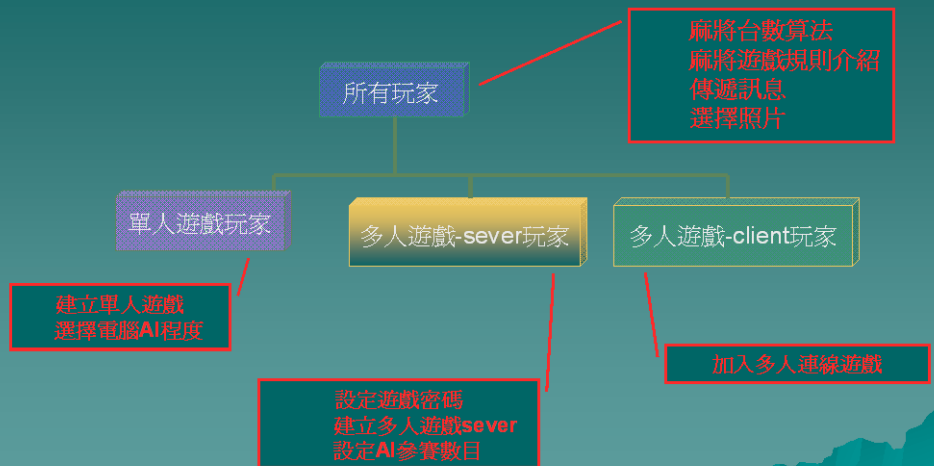 麻將台數算法
麻將遊戲規則介紹
傳遞訊息
選擇照片
所有玩家
單人遊戲玩家
多人遊戲-sever玩家
多人遊戲-client玩家
建立單人遊戲
選擇電腦AI程度
加入多人連線遊戲
設定遊戲密碼
建立多人遊戲sever
設定AI參賽數目